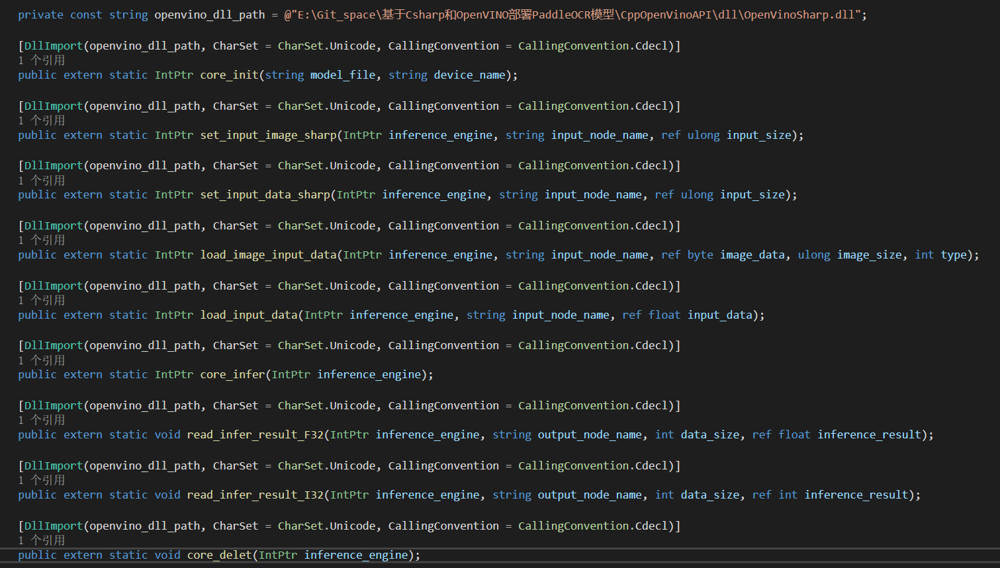 private const string openvino_dll_path = @"E:\Git_space\基于Csharp和OpenVINO部署PaddleOCR模型\CppOpenVinoAPI\dll\OpenVinoSharp.dll";
[DllImport(openvino_dll_path, CharSet = CharSet.Unicode, CallingConvention = CallingConvention.Cdecl)]
1 个引用
public extern static IntPtr core_init(string model_file, string device_name);
[DllImport(openvino_dll_path, CharSet = CharSet.Unicode, CallingConvention = CallingConvention.Cdecl)]
1 个引用
public extern static IntPtr set_input_image_sharp(IntPtr inference_engine, string input_node_name, ref ulong input_size);
[DllImport(openvino_dll_path, CharSet = CharSet.Unicode, CallingConvention = CallingConvention.Cdecl)]
1 个引用
public extern static IntPtr set_input_data_sharp(IntPtr inference_engine, string input_node_name, ref ulong input_size);
[DllImport(openvino_dll_path, CharSet = CharSet.Unicode, CallingConvention = CallingConvention.Cdecl)]
1 个引用
public extern static IntPtr load_image_input_data(IntPtr inference_engine, string input_node_name, ref byte image_data, ulong image_size, int type);
[DllImport(openvino_dll_path, CharSet = CharSet.Unicode, CallingConvention = CallingConvention.Cdecl)]
1 个引用
public extern static IntPtr load_input_data(IntPtr inference_engine, string input_node_name, ref float input_data);
[DllImport(openvino_dll_path, CharSet = CharSet.Unicode, CallingConvention = CallingConvention.Cdecl)]
1 个引用
public extern static IntPtr core_infer(IntPtr inference_engine);
[DllImport(openvino_dll_path, CharSet = CharSet.Unicode, CallingConvention = CallingConvention.Cdecl)]
1 个引用
public extern static void read_infer_result_F32(IntPtr inference_engine, string output_node_name, int data_size, ref float inference_result);
[DllImport(openvino_dll_path, CharSet = CharSet.Unicode, CallingConvention = CallingConvention.Cdecl)]
1 个引用
public extern static void read_infer_result_I32(IntPtr inference_engine, string output_node_name, int data_size, ref int inference_result);
[DllImport(openvino_dll_path, CharSet = CharSet.Unicode, CallingConvention = CallingConvention.Cdecl)]
1 个引用
public extern static void core_delet(IntPtr inference_engine);